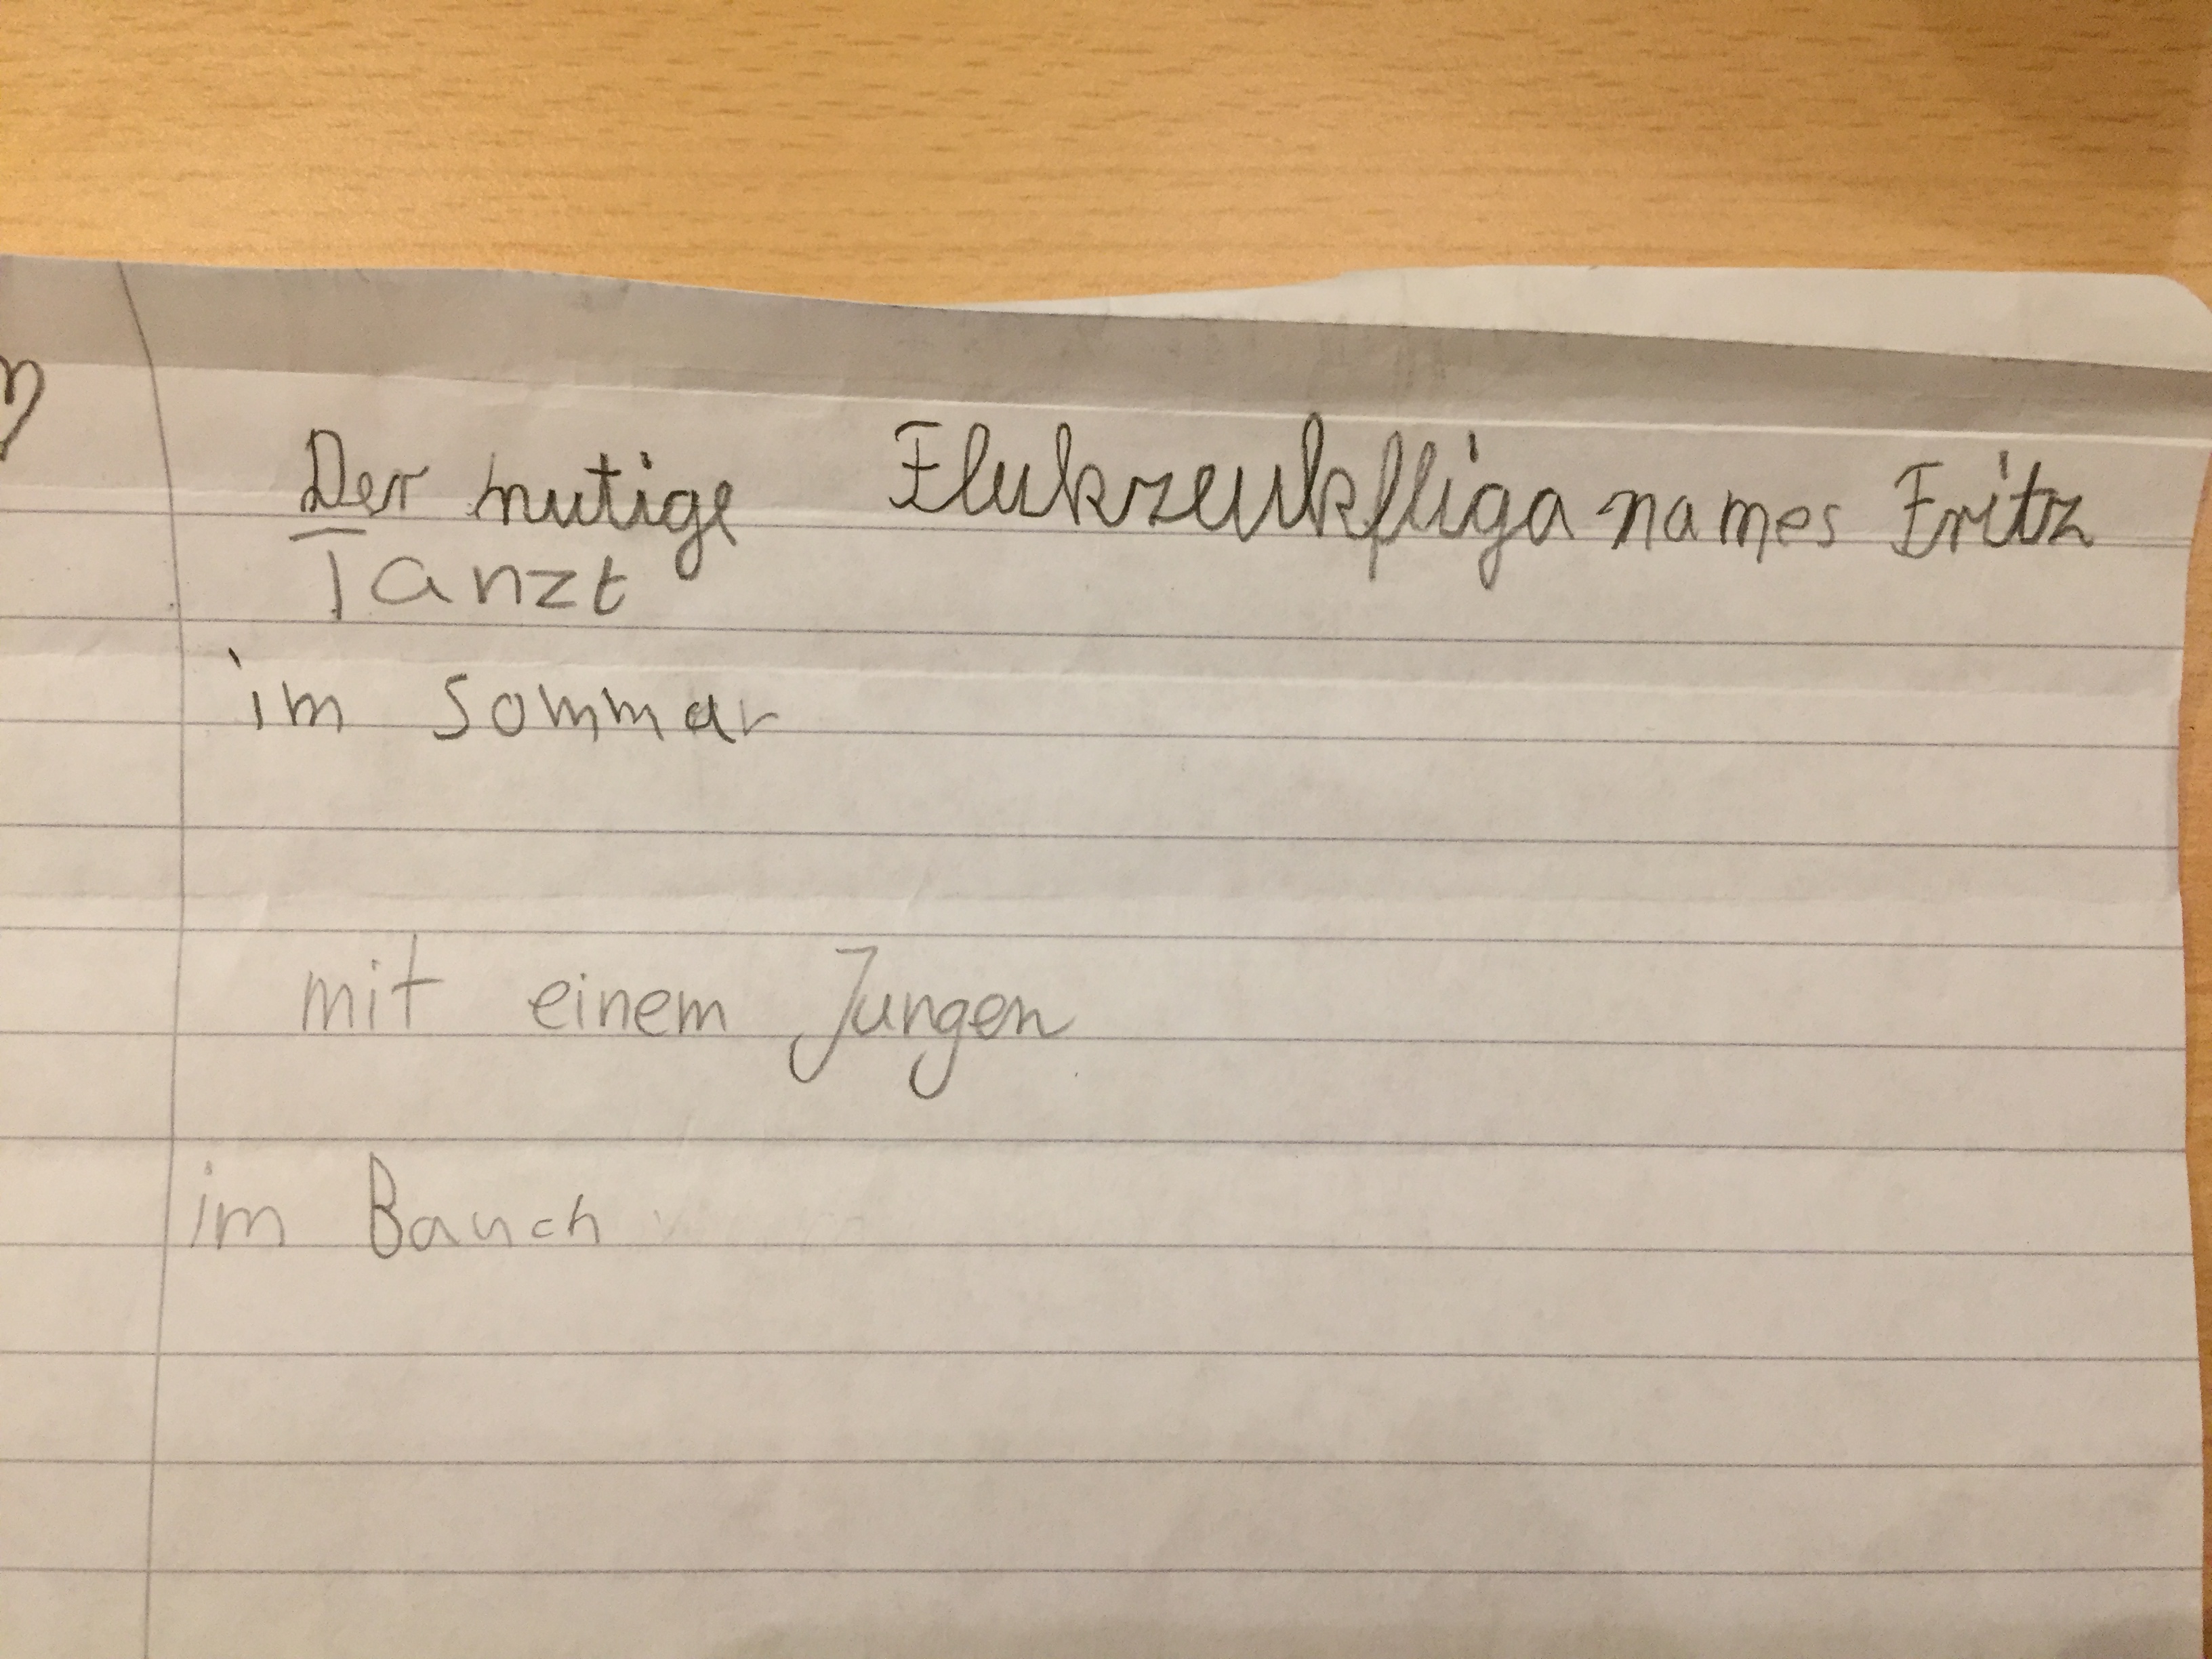 Der mutige Flukzeukfliga names Fritz
Tanzt
im sommar
mit einem Jungen
im Bauch